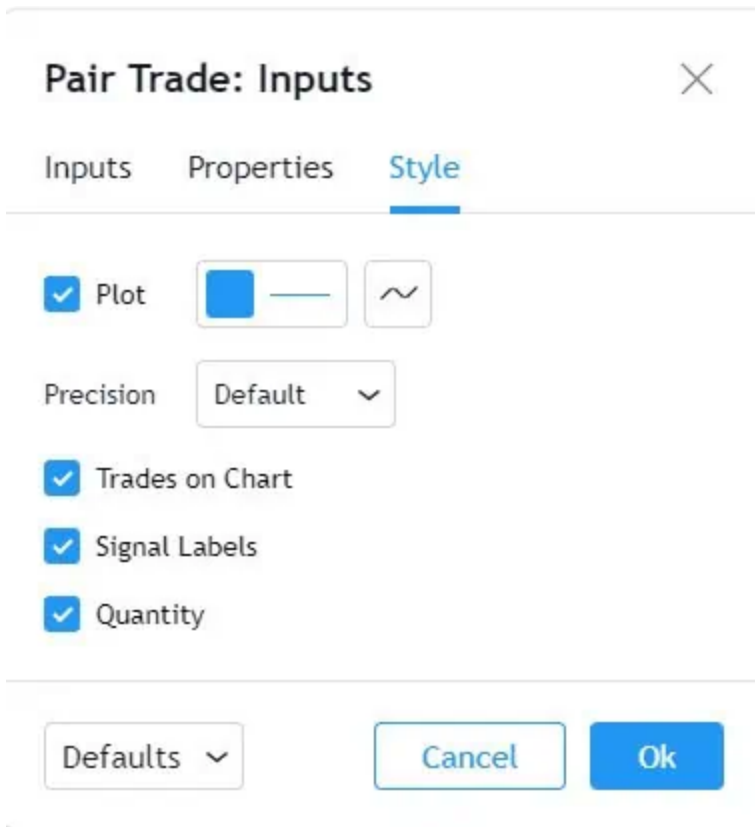 Pair Trade: Inputs
Inputs Properties Style
Plot
Precision Default
Trades on Chart
Signal Labels
Quantity
Defaults Cancel Ok